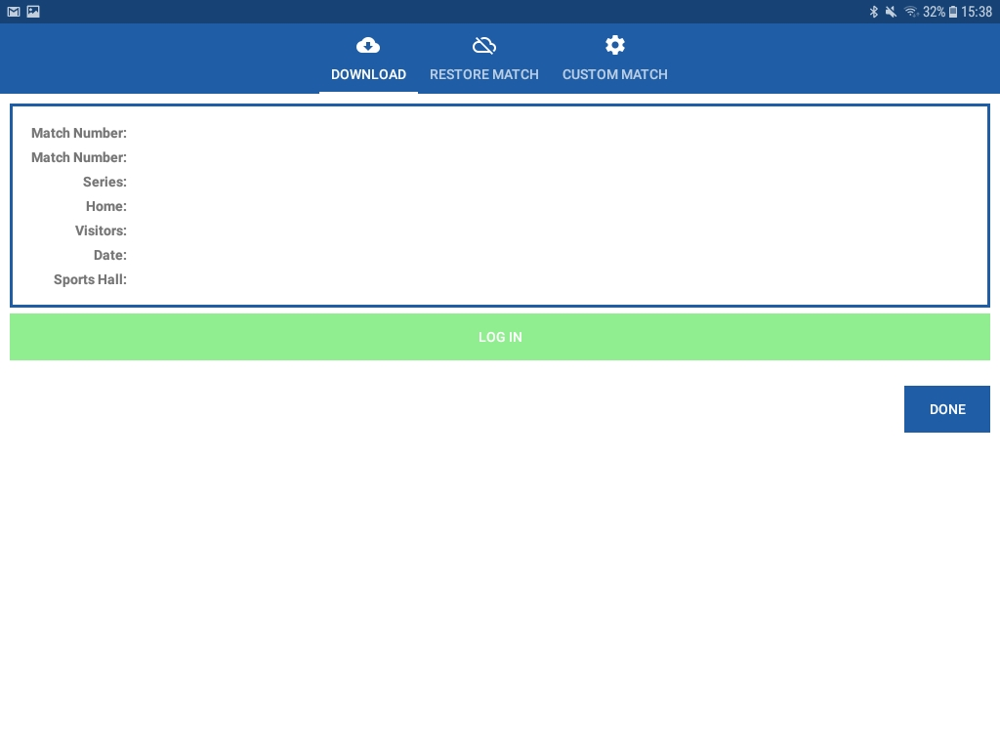 32% 15:38
DOWNLOAD RESTORE MATCH CUSTOM MATCH
Match Number:
Match Number:
Series:
Home:
Visitors:
Date:
Sports Hall:
LOG IN
DONE